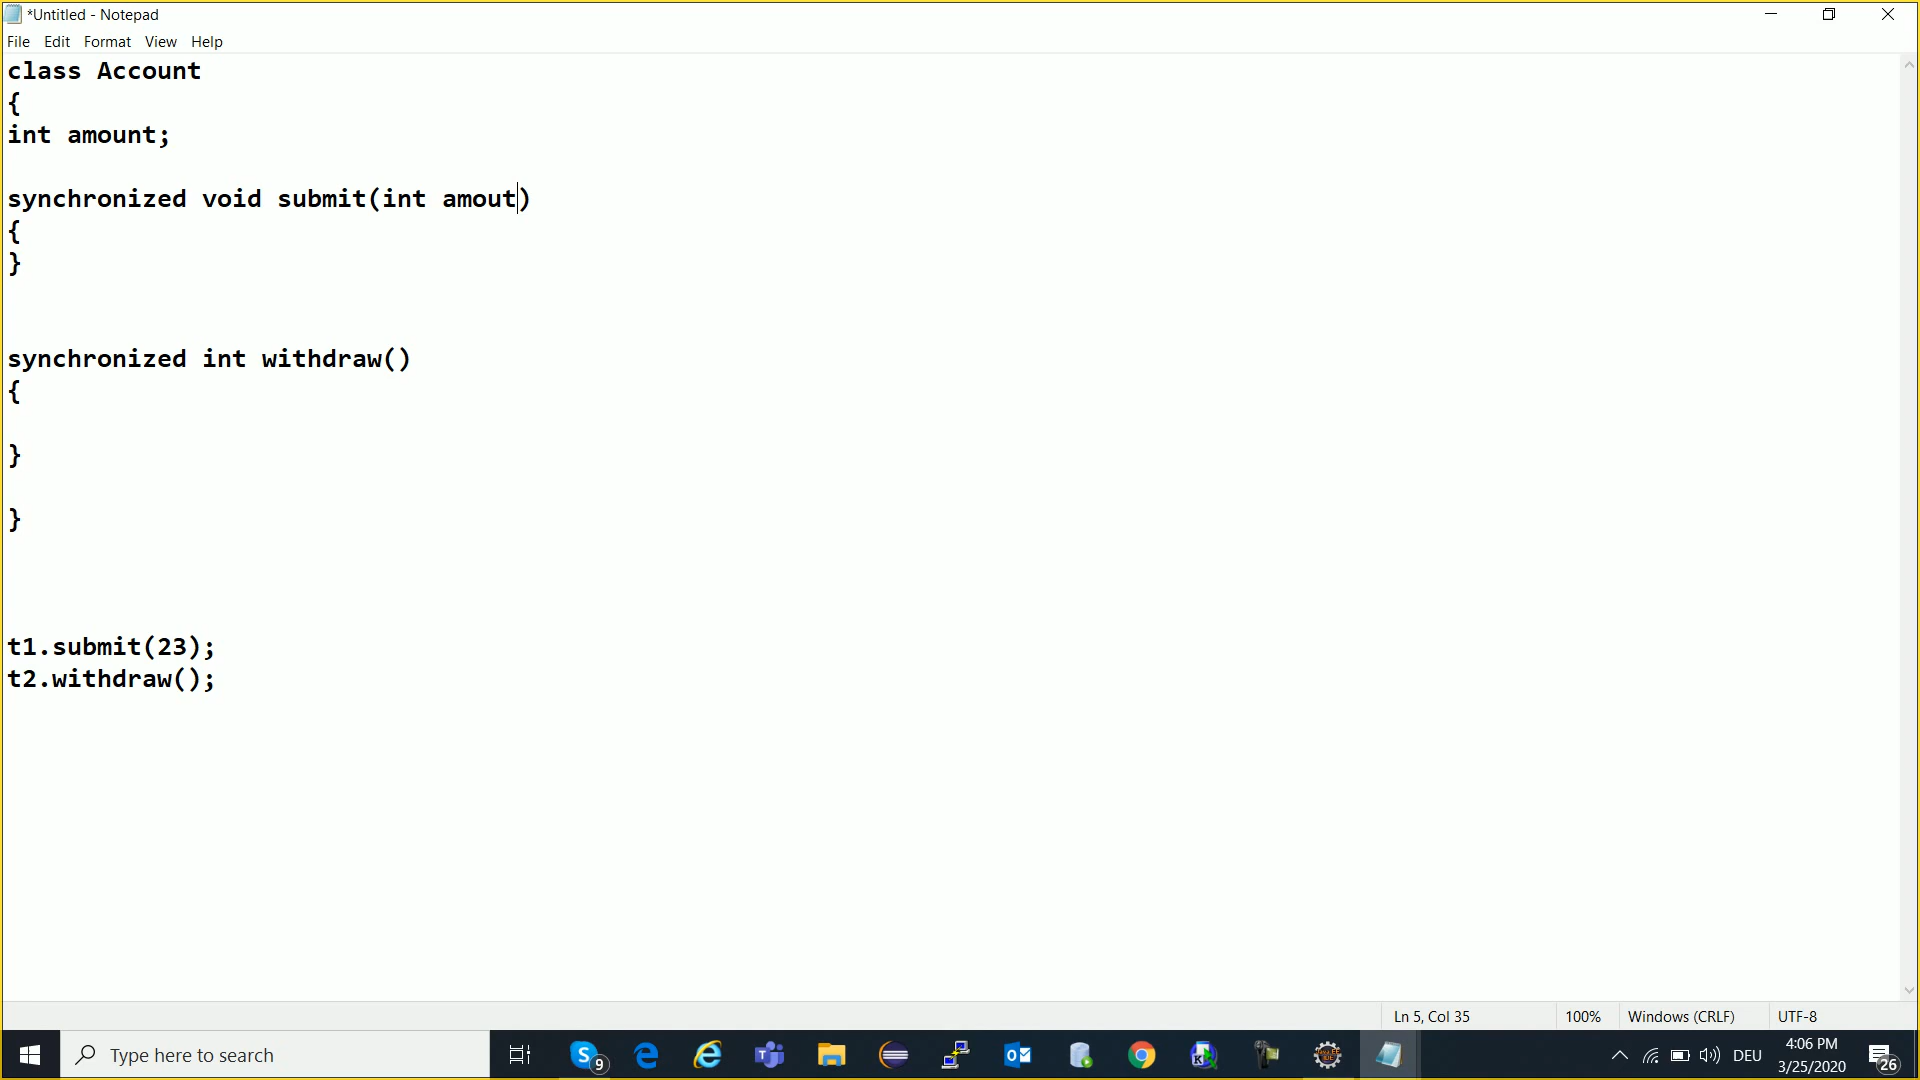 *Untitled - Notepad
File Edit Format View Help
class Account
{
int amount;
synchronized void submit(int amout)
{
}
synchronized int withdraw()
{
}
}
t1.submit(23);
t2.withdraw();
Ln 5, Col 35 100% Windows (CRLF) UTF-8
Type here to search 9 DEU 4:06 PM 26
3/25/2020